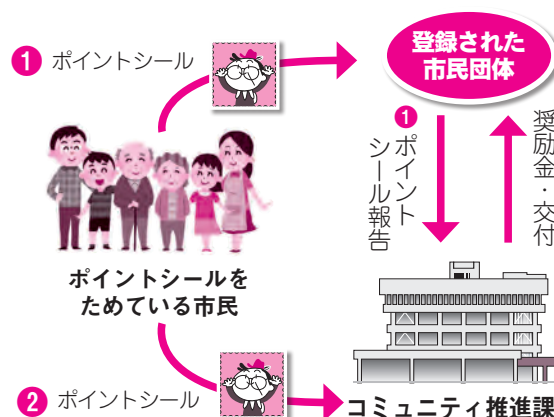 ❶ ポイントシール
登録された
市民団体
❶ポイント
シール報告
奨励金・交付
ポイントシールを
ためている市民
❷ ポイントシール
コミュニティ推進課